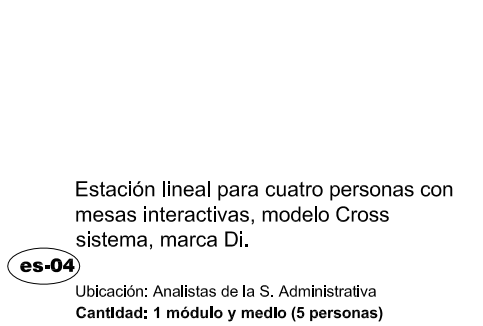 Estación lineal para cuatro personas con
mesas interactivas, modelo Cross
sistema, marca Di.
es-04
Ubicación: Analistas de la S. Administrativa
Cantidad: 1 módulo y medio (5 personas)